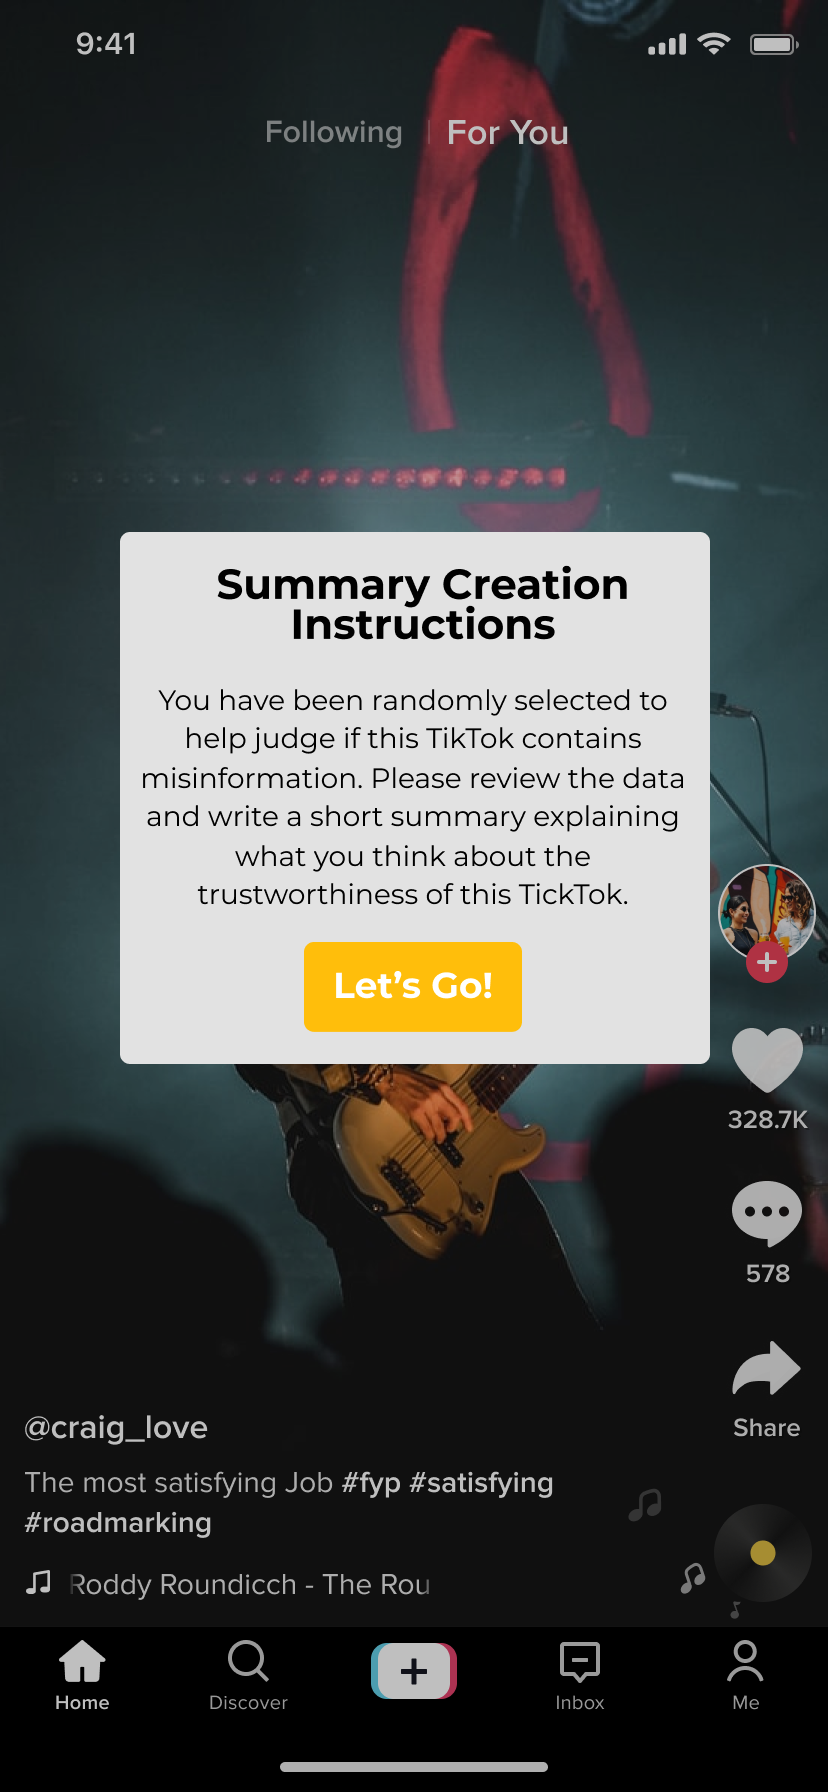 9:41
Following
For You
Summary Creation
Instructions
You have been randomly selected to
help judge if this TikTok contains
misinformation. Please review the data
and write a short summary explaining
what you think about the
trustworthiness of this TickTok.
Let's Go!
328.7K
578
Share
@craig_love
The most satisfying Job #fyp #satisfying
#roadmarking
Roddy Roundicch - The Rou
Home
Discover
Inbox
Me